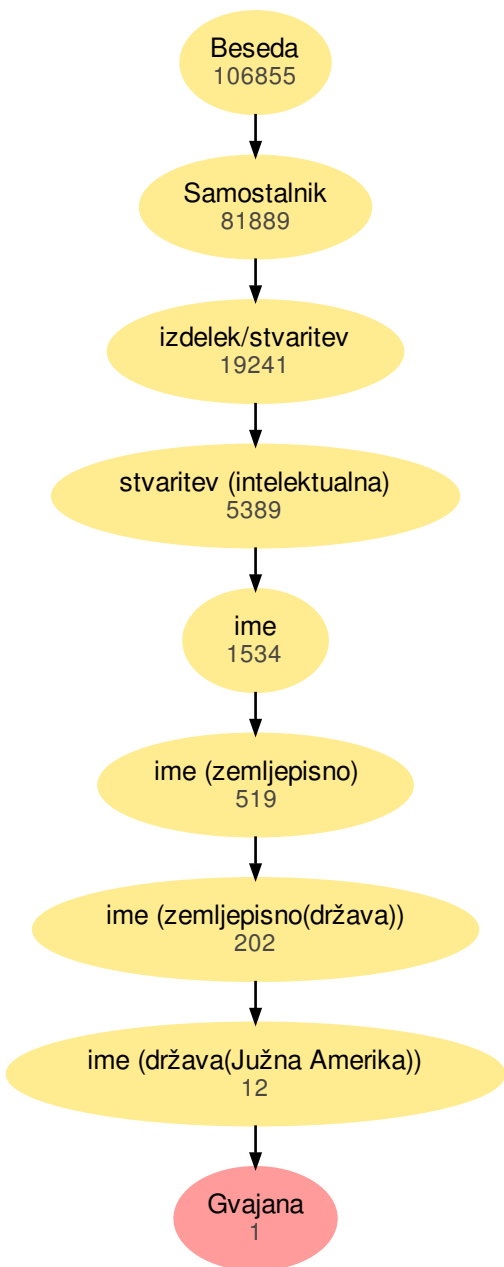 Beseda
106855
Samostalnik
81889
izdelek/stvaritev
19241
stvaritev (intelektualna)
5389
ime
1534
ime (zemljepisno)
519
ime (zemljepisno(država))
202
ime (država(Južna Amerika))
12
Gvajana
1